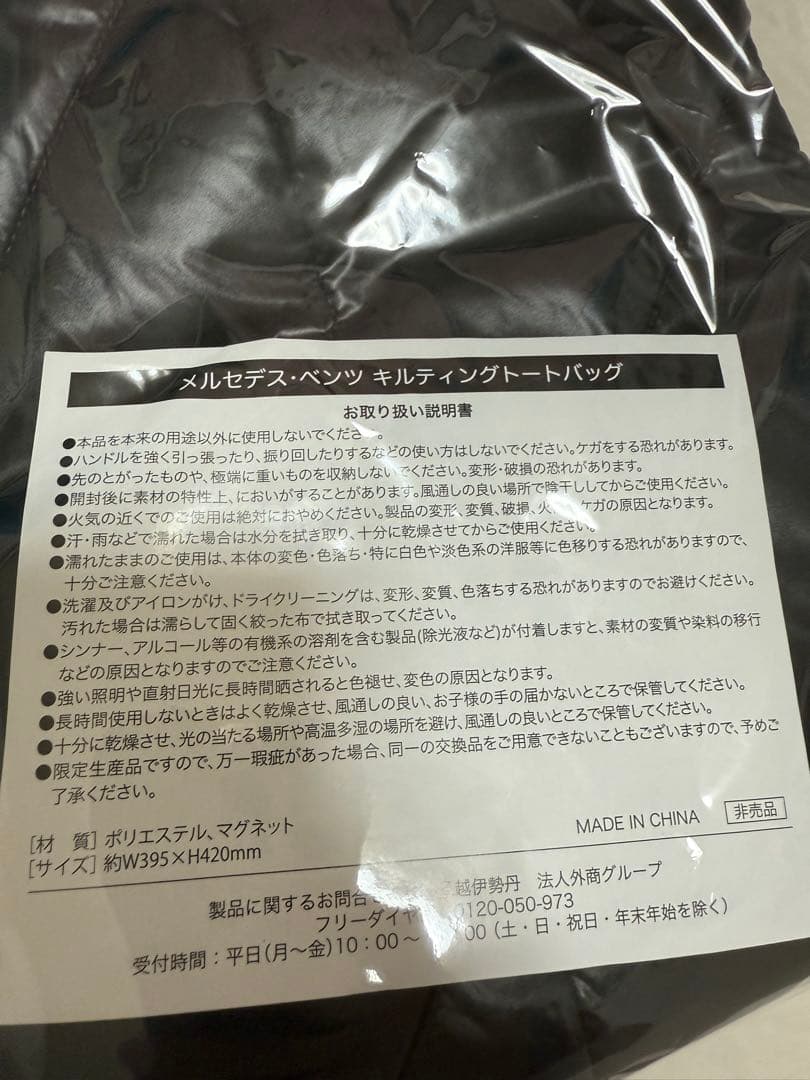 メルセデス・ベンツ キルティングトートバッグ
お取り扱い説明書
●本品を本来の用途以外に使用しないでください。
●ハンドルを強く引っ張ったり、振り回したりするなどの使い方はしないでください。ケガをする恐れがあります。
●先のとがったものや、極端に重いものを収納しないでください。変形・破損の恐れがあります。
●開封後に素材の特性上、においがすることがあります。風通しの良い場所で陰干ししてからご使用ください。
●火気の近くでのご使用は絶対におやめください。製品の変形、変質、破損、火 ケガの原因となります。
●汗・雨などで濡れた場合は水分を拭き取り、十分に乾燥させてからご使用ください。
●濡れたままのご使用は、本体の変色・色落ち・特に白色や淡色系の洋服等に色移りする恐れがありますので、
十分ご注意ください。
●洗濯及びアイロンがけ、ドライクリーニングは、変形、変質、色落ちする恐れがありますのでお避けください。
汚れた場合は濡らして固く絞った布で拭き取ってください。
●シンナー、アルコール等の有機系の溶剤を含む製品(除光液など)が付着しますと、素材の変質や染料の移行
などの原因となりますのでご注意ください。
●強い照明や直射日光に長時間晒されると色褪せ、変色の原因となります。
●長時間使用しないときはよく乾燥させ、風通しの良い、お子様の手の届かないところで保管してください。
●十分に乾燥させ、光の当たる場所や高温多湿の場所を避け、風通しの良いところで保管してください。
●限定生産品ですので、万一瑕疵があった場合、同一の交換品をご用意できないこともございますので、予めご
了承ください。
[材 質] ポリエステル、マグネット
[サイズ] 約W395×H420mm
MADE IN CHINA 非売品
製品に関するお問合 越伊勢丹 法人外商グループ
フリーダイヤ 0120-050-973
受付時間：平日(月～金)10：00～ 00 (土・日・祝日・年末年始を除く)